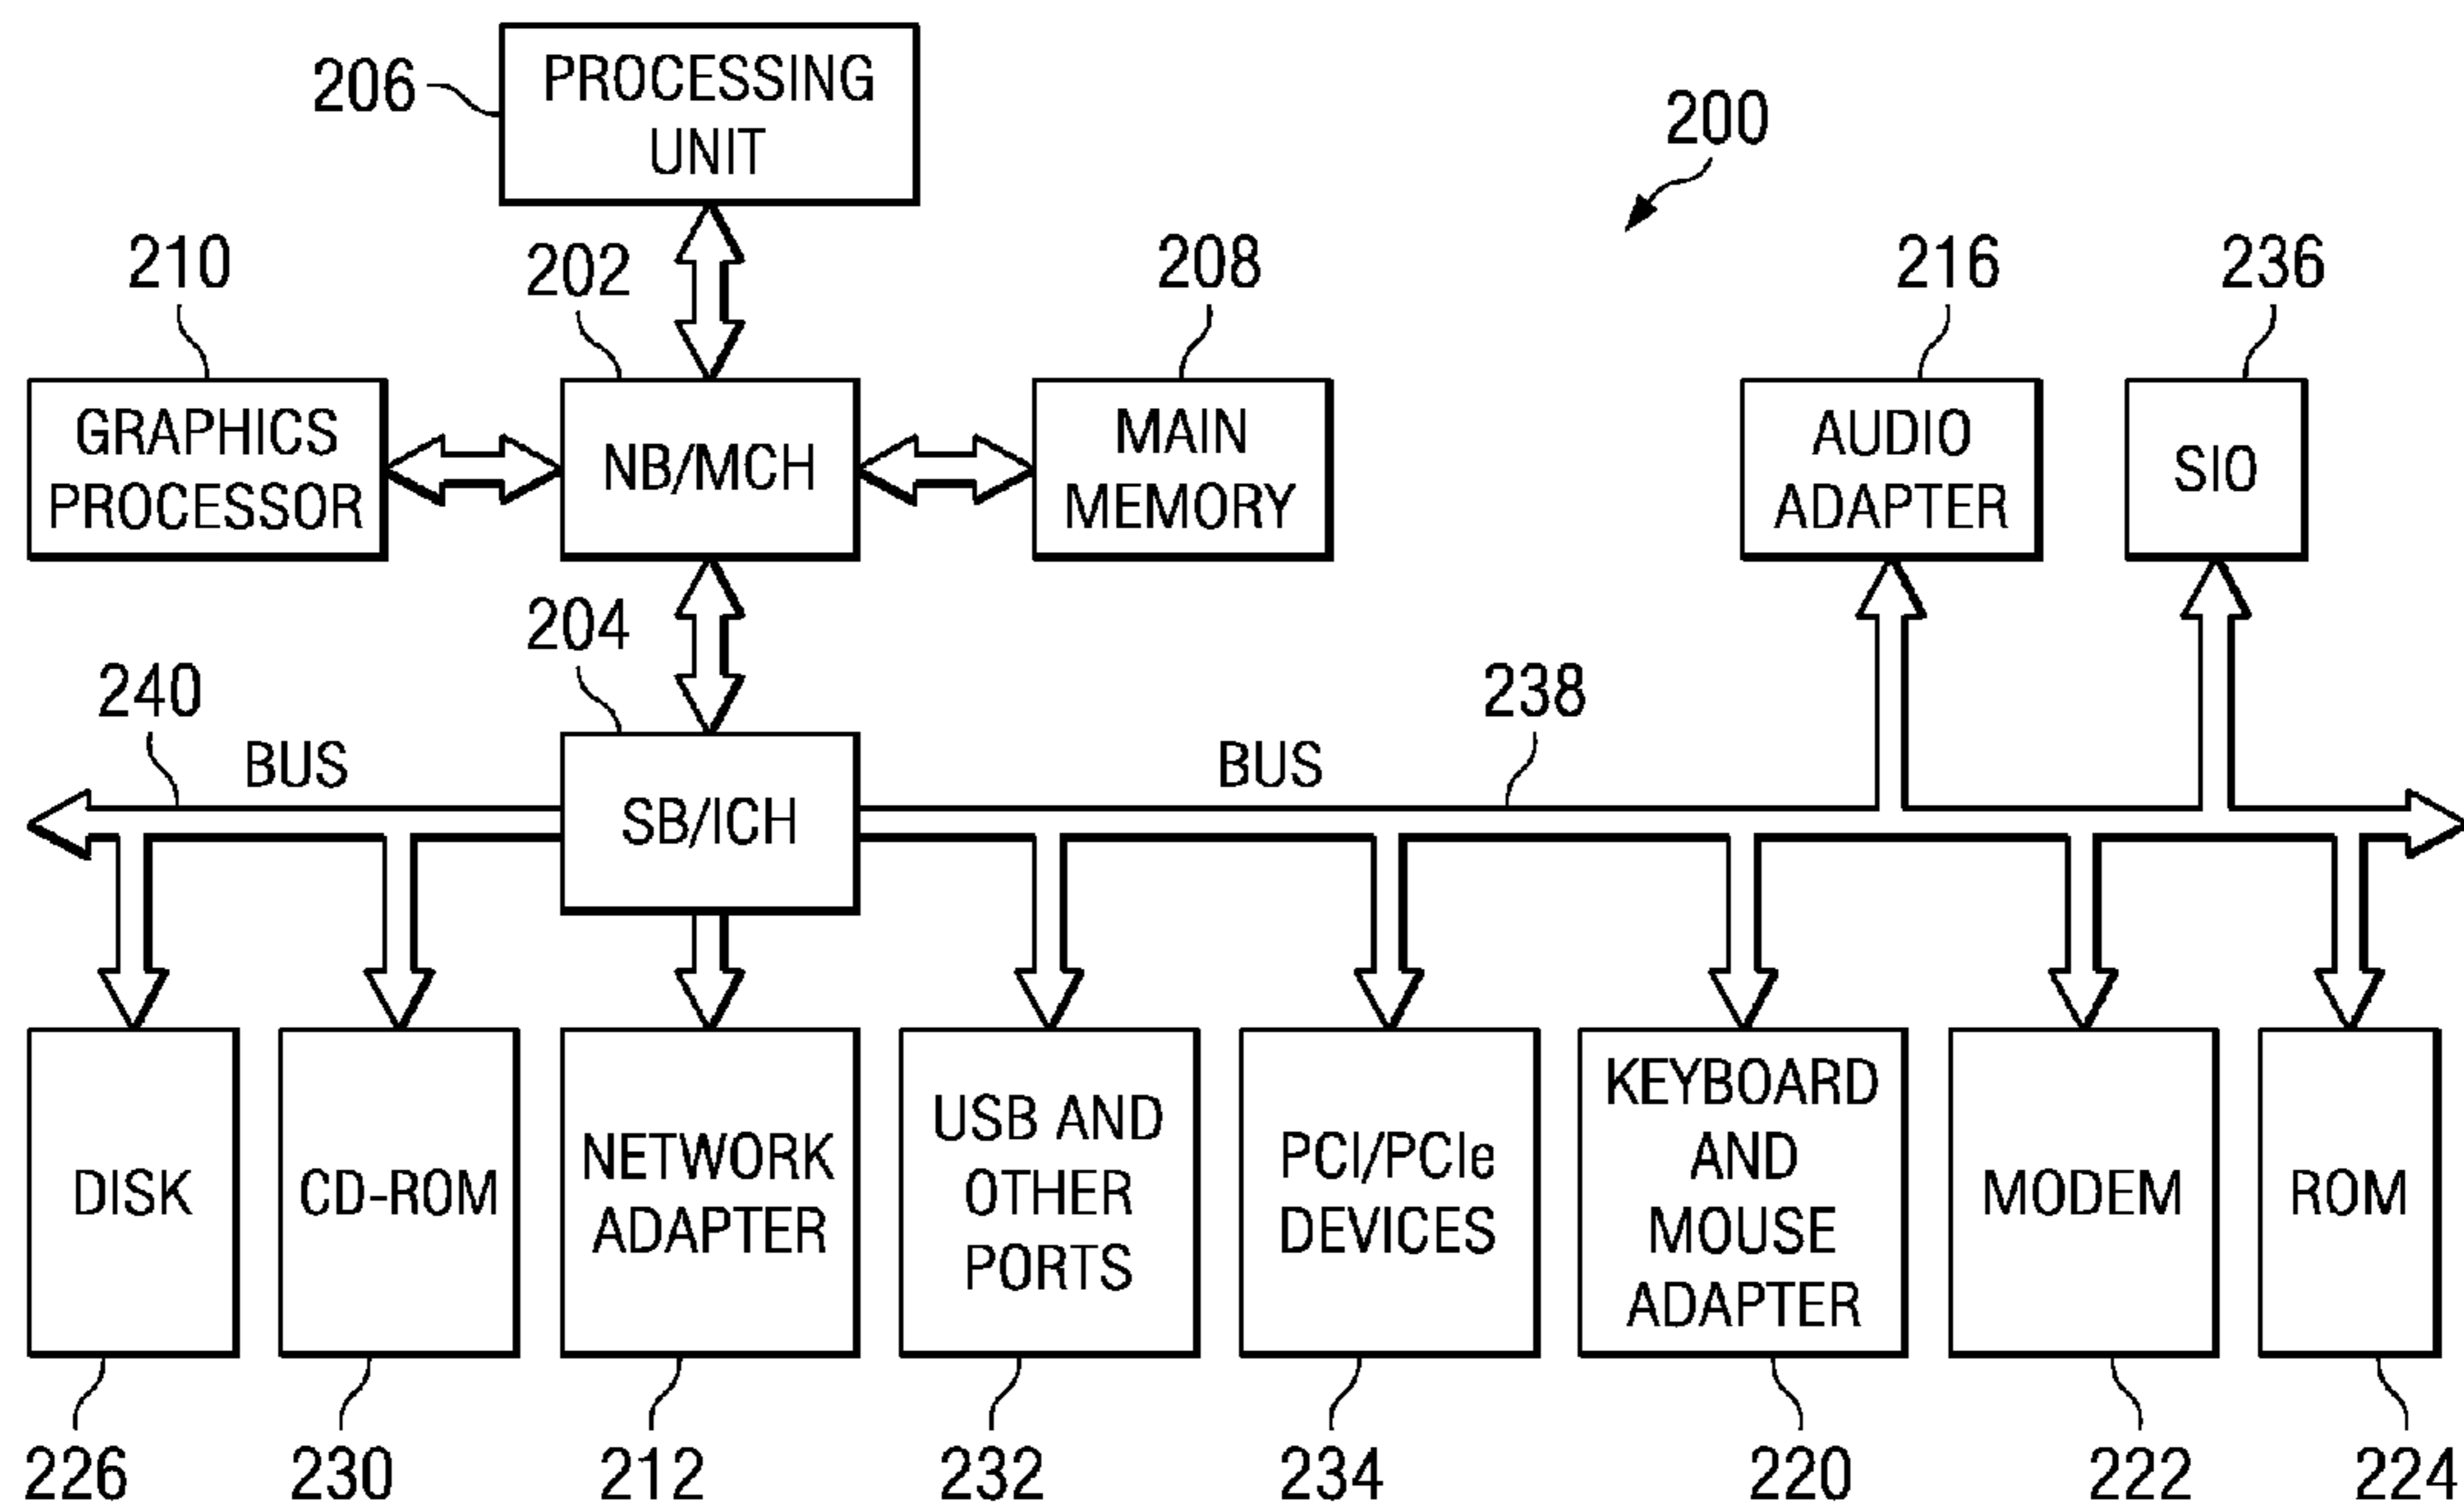 PROCESSING
UNIT
206
200
210
202
208
216
236
GRAPHICS
PROCESSOR
NB/MCH
MAIN
MEMORY
AUDIO
ADAPTER
SIO
204
240
BUS
SB/ICH
BUS
238
DISK
CD-ROM
NETWORK
ADAPTER
USB AND
OTHER
PORTS
PCI/PCIe
DEVICES
KEYBOARD
AND
MOUSE
ADAPTER
MODEM
ROM
226
230
212
232
234
220
222
224